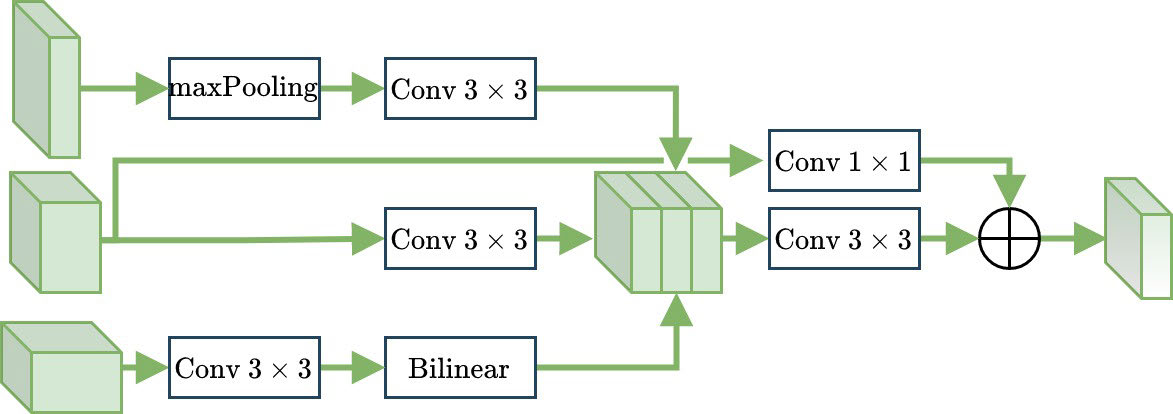 maxPooling
Conv 3 × 3
Conv 1 × 1
Conv 3 × 3
Conv 3 × 3
Conv 3 × 3
Bilinear